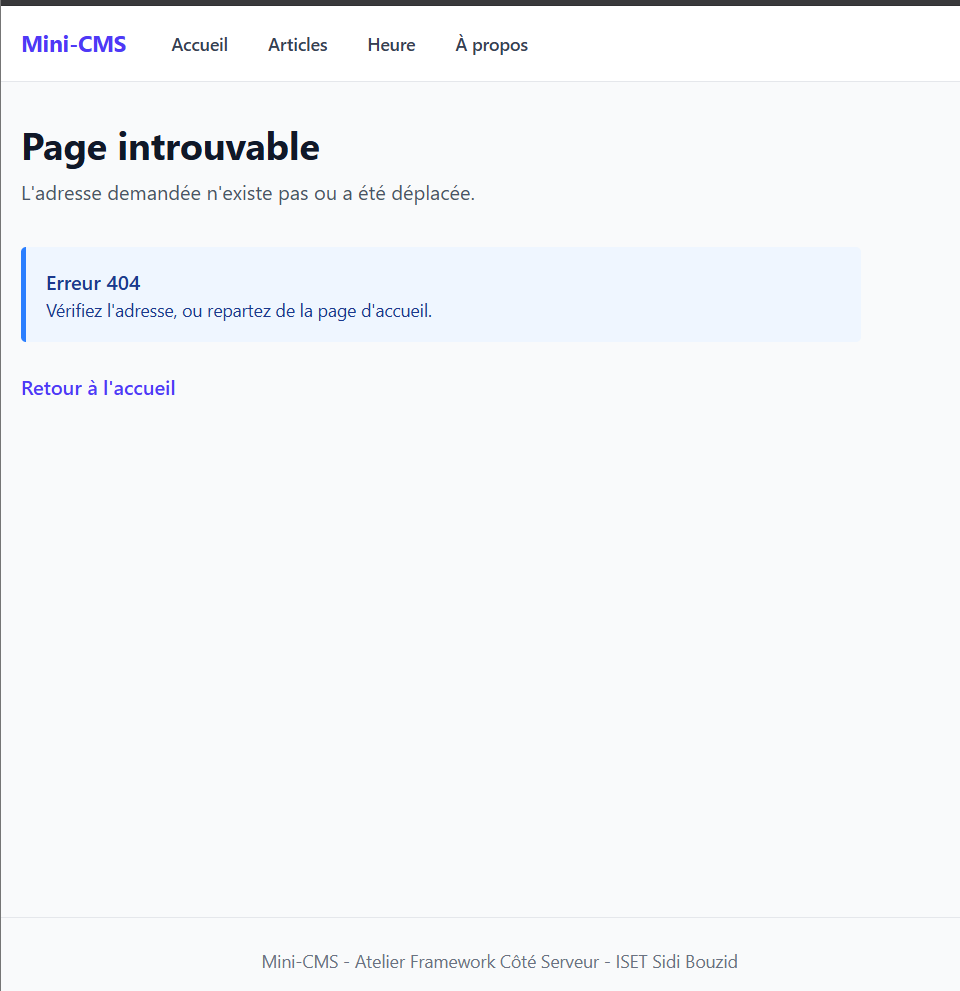 Mini-CMS Accueil Articles Heure À propos
Page introuvable
L'adresse demandée n'existe pas ou a été déplacée.
Erreur 404
Vérifiez l'adresse, ou repartez de la page d'accueil.
Retour à l'accueil
Mini-CMS - Atelier Framework Côté Serveur - ISET Sidi Bouzid